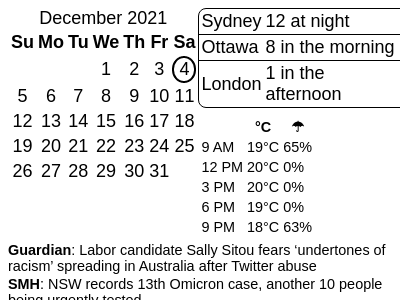 December 2021
Su Mo Tu We Th Fr Sa
1 2 3 4
5 6 7 8 9 10 11
12 13 14 15 16 17 18
19 20 21 22 23 24 25
26 27 28 29 30 31
Sydney 12 at night
Ottawa 8 in the morning
London 1 in the
afternoon
°C ☂
9 AM 19°C 65%
12 PM 20°C 0%
3 PM 20°C 0%
6 PM 19°C 0%
9 PM 18°C 63%
Guardian: Labor candidate Sally Sitou fears ‘undertones of
racism’ spreading in Australia after Twitter abuse
SMH: NSW records 13th Omicron case, another 10 people
being urgently tested